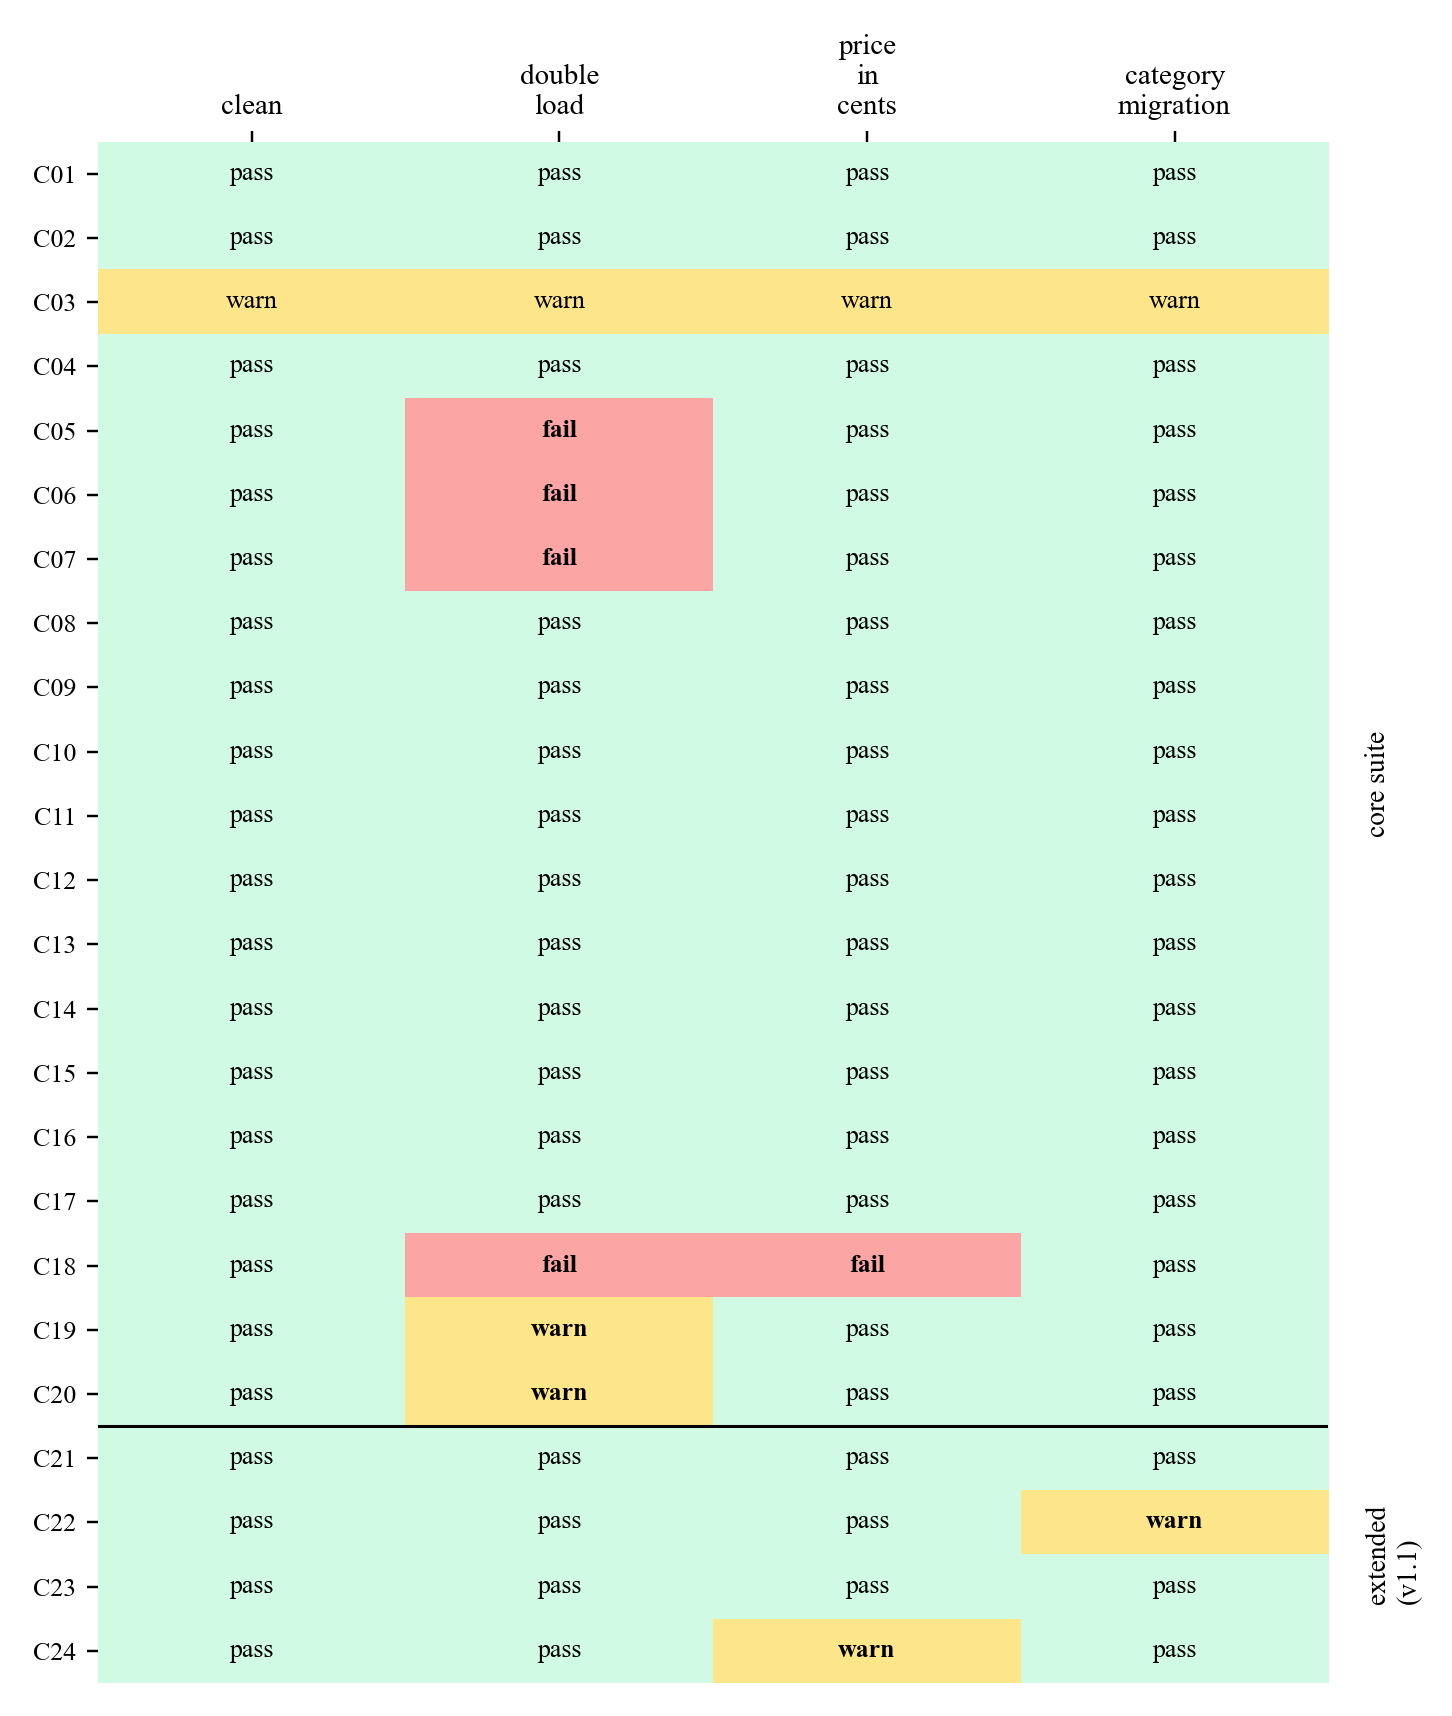 price
double in category
clean load cents migration
C01 pass pass pass pass
C02 pass pass pass pass
C03 warn warn warn warn
C04 pass pass pass pass
C05 pass fail pass pass
C06 pass fail pass pass
C07 pass fail pass pass
C08 pass pass pass pass
C09 pass pass pass pass
C10 pass pass pass pass
C11 pass pass pass pass
C12 pass pass pass pass
C13 pass pass pass pass
C14 pass pass pass pass
C15 pass pass pass pass
C16 pass pass pass pass
C17 pass pass pass pass
C18 pass fail fail pass
C19 pass warn pass pass
C20 pass warn pass pass
core suite
C21 pass pass pass pass
C22 pass pass pass warn
C23 pass pass pass pass
C24 pass pass warn pass
extended
(v1.1)